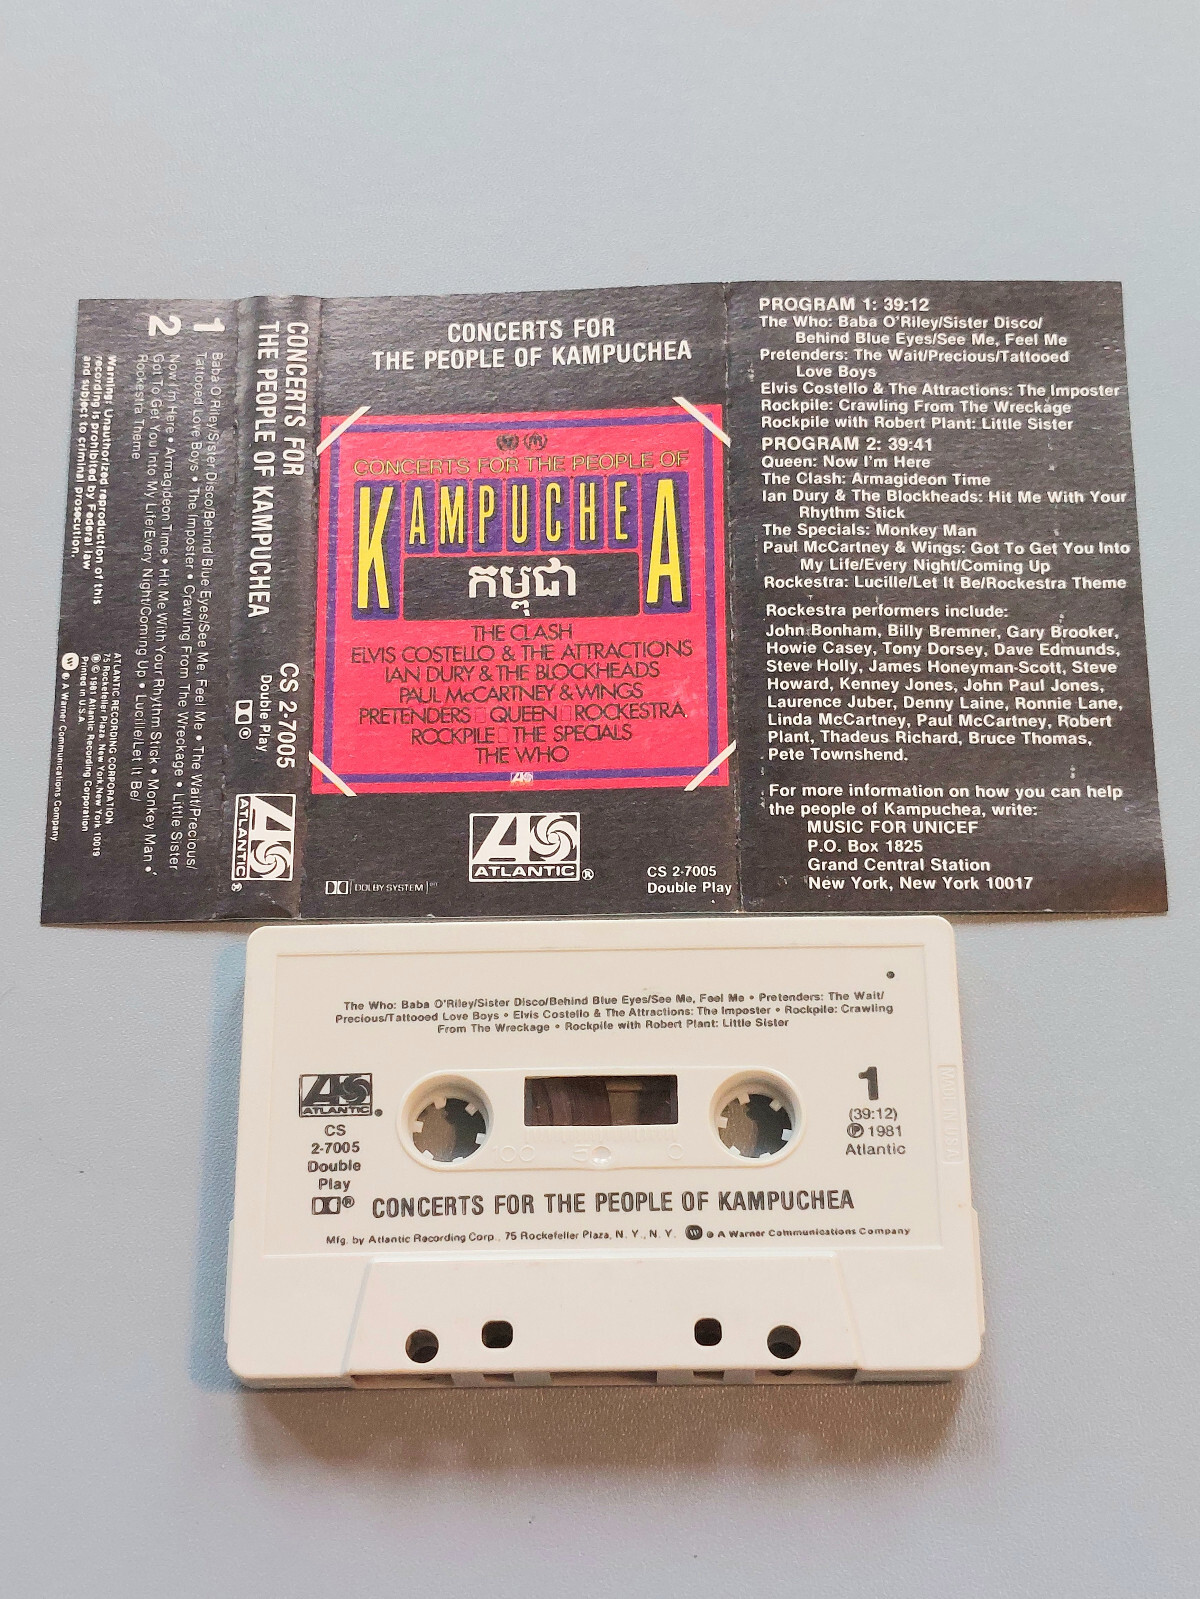 Warning: Unauthorized reproduction of this
recording is prohibited by Federal law
and subject to criminal prosecution.
ATLANTIC RECORDING CORPORATION
75 Rockefeller Plaza, New York, New York 10019
℗ © 1981 Atlantic Recording Corporation
Printed in U.S.A.
W ® A Warner Communications Company
1 Baba O'Riley/Sister Disco/Behind Blue Eyes/See Me, Feel Me • The Wait/Precious/
Tattooed Love Boys • The Imposter • Crawling From The Wreckage • Little Sister
2 Now I'm Here • Armagideon Time • Hit Me With Your Rhythm Stick • Monkey Man •
Got To Get You Into My Life/Every Night/Coming Up • Lucille/Let It Be/
Rockestra Theme
CONCERTS FOR
THE PEOPLE OF KAMPUCHEA
CS 2-7005
Double Play
®
ATLANTIC®
CONCERTS FOR
THE PEOPLE OF KAMPUCHEA
CONCERTS FOR THE PEOPLE OF
KAMPUCHEA
កម្ពុជា
THE CLASH
ELVIS COSTELLO & THE ATTRACTIONS
IAN DURY & THE BLOCKHEADS
PAUL McCARTNEY & WINGS
PRETENDERS □ QUEEN □ ROCKESTRA
ROCKPILE □ THE SPECIALS
THE WHO
DOLBY SYSTEM
ATLANTIC®
CS 2-7005
Double Play
PROGRAM 1: 39:12
The Who: Baba O'Riley/Sister Disco/
Behind Blue Eyes/See Me, Feel Me
Pretenders: The Wait/Precious/Tattooed
Love Boys
Elvis Costello & The Attractions: The Imposter
Rockpile: Crawling From The Wreckage
Rockpile with Robert Plant: Little Sister
PROGRAM 2: 39:41
Queen: Now I'm Here
The Clash: Armagideon Time
Ian Dury & The Blockheads: Hit Me With Your
Rhythm Stick
The Specials: Monkey Man
Paul McCartney & Wings: Got To Get You Into
My Life/Every Night/Coming Up
Rockestra: Lucille/Let It Be/Rockestra Theme
Rockestra performers include:
John Bonham, Billy Bremner, Gary Brooker,
Howie Casey, Tony Dorsey, Dave Edmunds,
Steve Holly, James Honeyman-Scott, Steve
Howard, Kenney Jones, John Paul Jones,
Laurence Juber, Denny Laine, Ronnie Lane,
Linda McCartney, Paul McCartney, Robert
Plant, Thadeus Richard, Bruce Thomas,
Pete Townshend.
For more information on how you can help
the people of Kampuchea, write:
MUSIC FOR UNICEF
P.O. Box 1825
Grand Central Station
New York, New York 10017
The Who: Baba O'Riley/Sister Disco/Behind Blue Eyes/See Me, Feel Me • Pretenders: The Wait/
Precious/Tattooed Love Boys • Elvis Costello & The Attractions: The Imposter • Rockpile: Crawling
From The Wreckage • Rockpile with Robert Plant: Little Sister
ATLANTIC®
CS
2-7005
Double
Play
®
1
(39:12)
℗ 1981
Atlantic
MADE IN USA
100 50 0
CONCERTS FOR THE PEOPLE OF KAMPUCHEA
Mfg. by Atlantic Recording Corp., 75 Rockefeller Plaza, N. Y., N. Y. W ® A Warner Communications Company